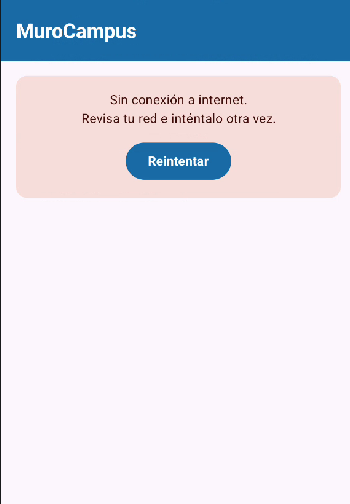 MuroCampus
Sin conexión a internet.
Revisa tu red e inténtalo otra vez.
Reintentar